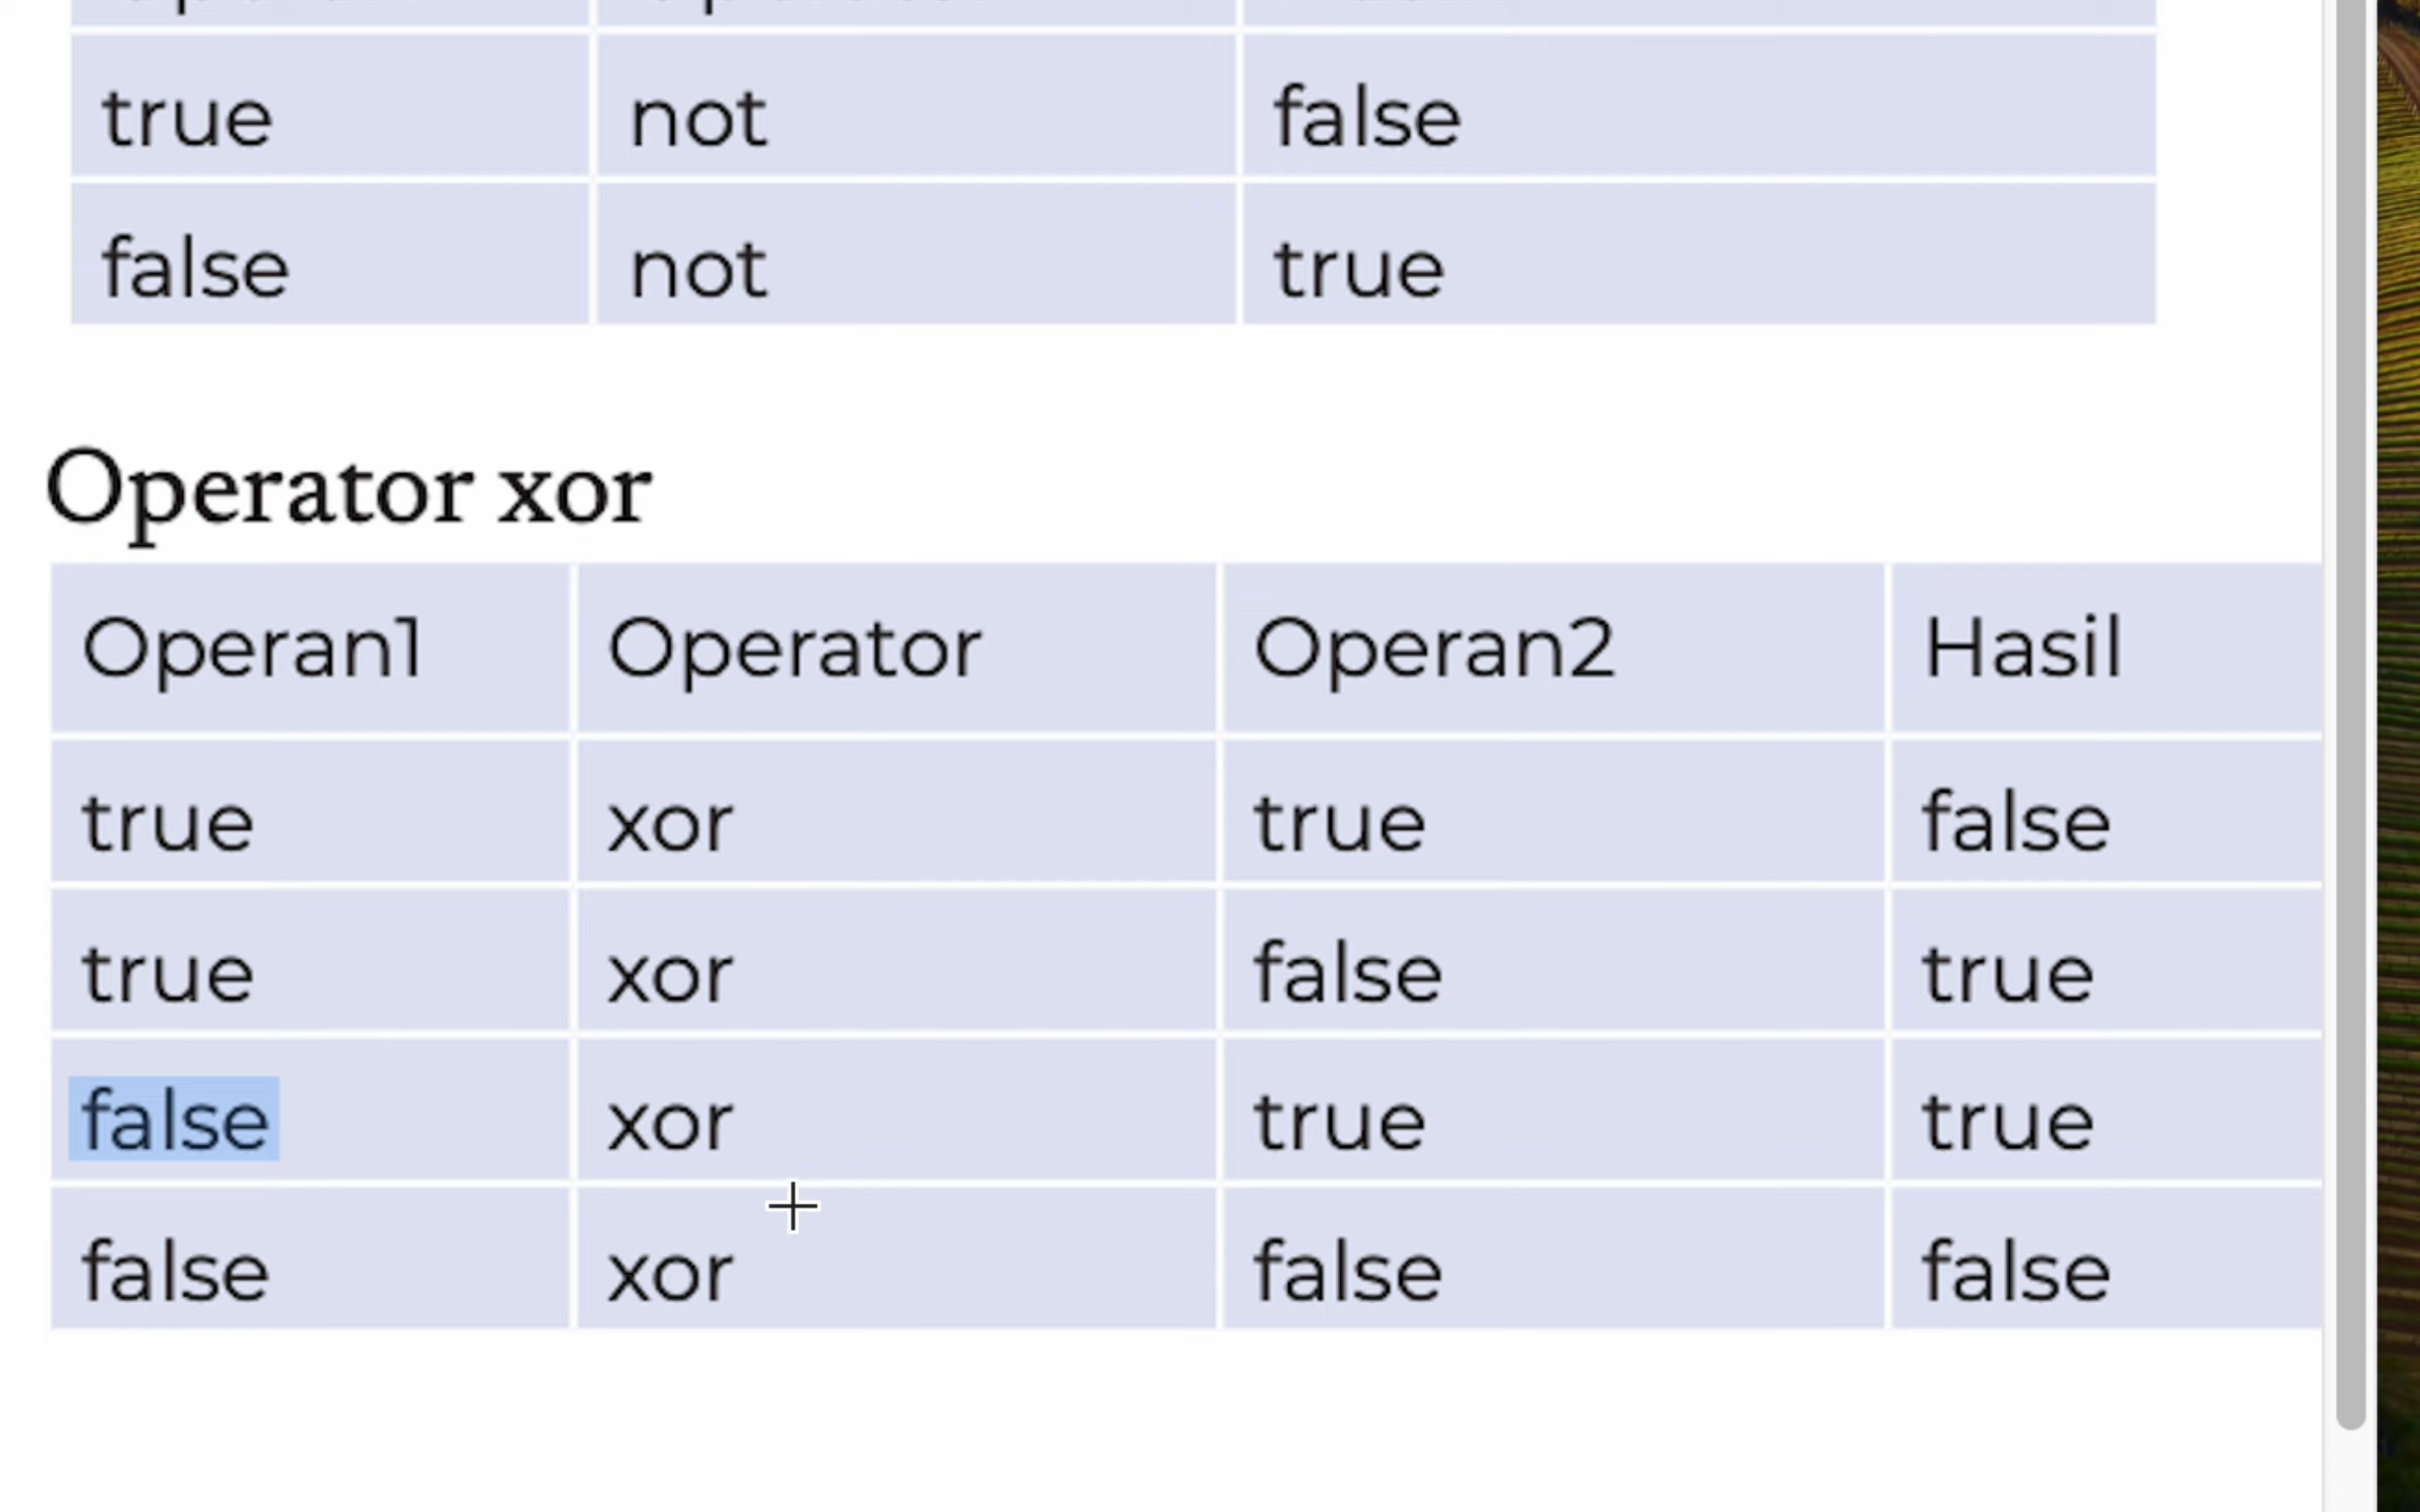 true not false
false not true
Operator xor
Operan1 Operator Operan2 Hasil
true xor true false
true xor false true
false xor true true
false xor false false